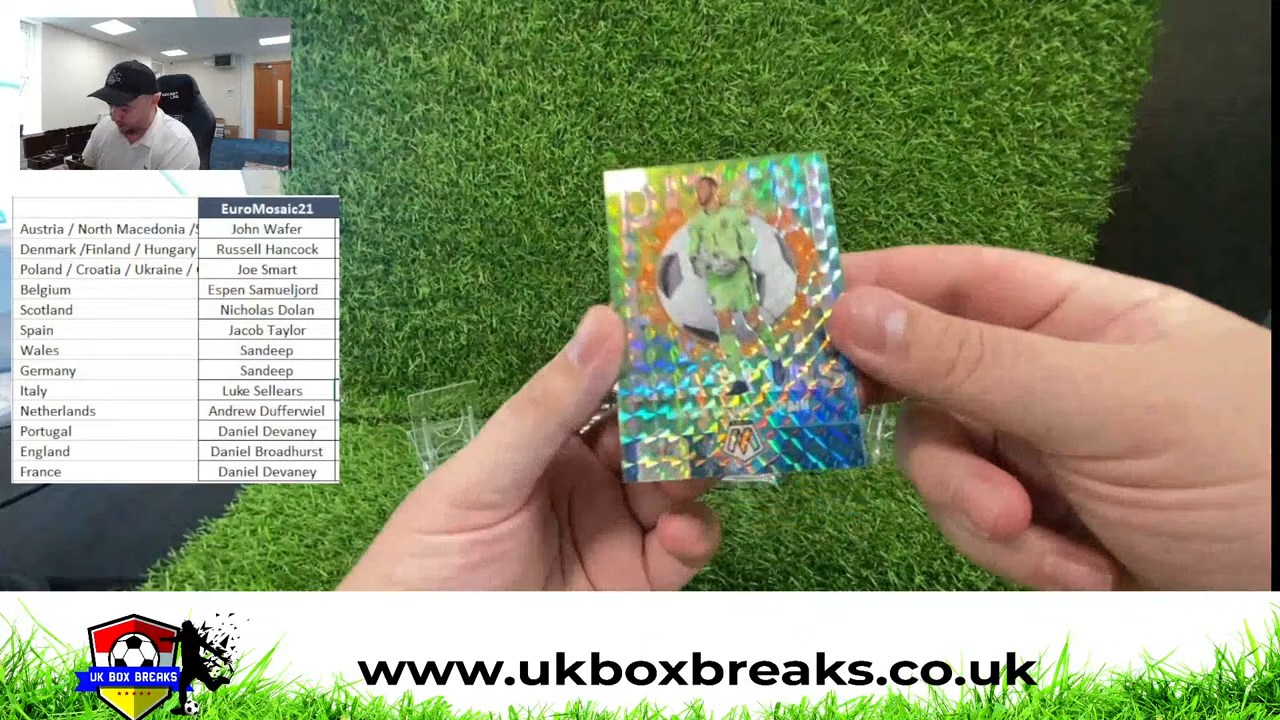 EuroMosaic21
Austria / North Macedonia /S John Wafer
Denmark /Finland / Hungary Russell Hancock
Poland / Croatia / Ukraine / Joe Smart
Belgium Espen Samueljord
Scotland Nicholas Dolan
Spain Jacob Taylor
Wales Sandeep
Germany Sandeep
Italy Luke Sellears
Netherlands Andrew Dufferwiel
Portugal Daniel Devaney
England Daniel Broadhurst
France Daniel Devaney
UK BOX BREAKS
www.ukboxbreaks.co.uk